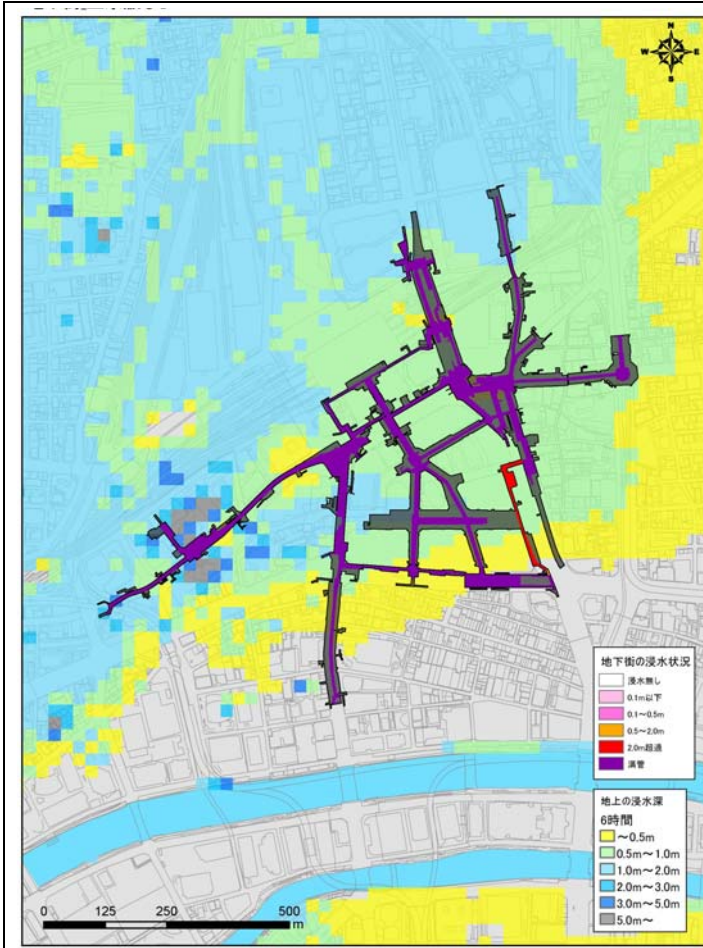 N
W E
S
地下街の浸水状況
浸水無し
0.1m以下
0.1～0.5m
0.5～2.0m
2.0m超過
満管
地上の浸水深
6時間
～0.5m
0.5m～1.0m
1.0m～2.0m
2.0m～3.0m
3.0m～5.0m
5.0m～
0 125 250 500
m